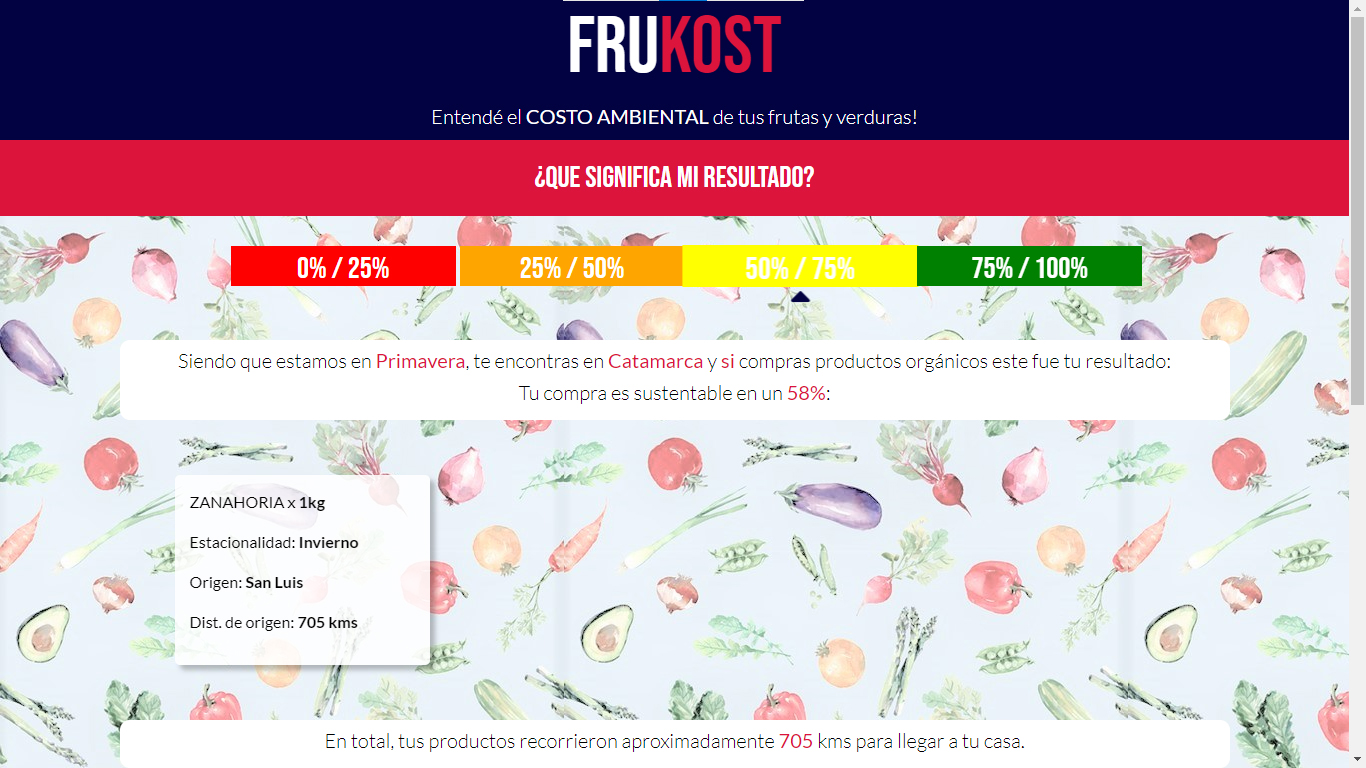 FRUKOST
Entendé el COSTO AMBIENTAL de tus frutas y verduras!
¿QUE SIGNIFICA MI RESULTADO?
0% / 25% 25% / 50% 50% / 75% 75% / 100%
Siendo que estamos en Primavera, te encontras en Catamarca y si compras productos orgánicos este fue tu resultado:
Tu compra es sustentable en un 58%:
ZANAHORIA x 1kg
Estacionalidad: Invierno
Origen: San Luis
Dist. de origen: 705 kms
En total, tus productos recorrieron aproximadamente 705 kms para llegar a tu casa.